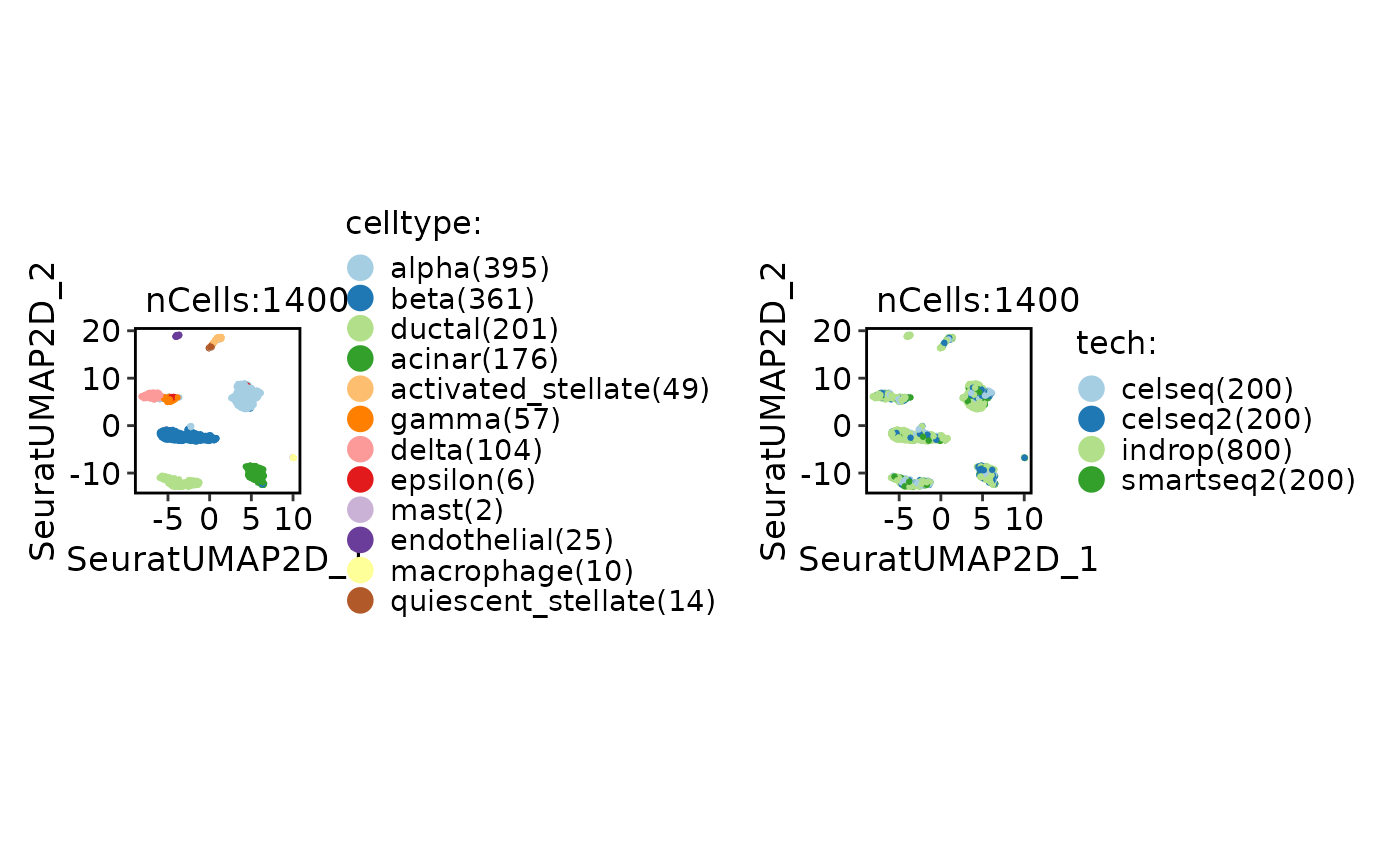 celltype:
alpha(395)
beta(361)
ductal(201)
acinar(176)
activated_stellate(49)
gamma(57)
delta(104)
epsilon(6)
mast(2)
endothelial(25)
macrophage(10)
quiescent_stellate(14)
nCells:1400
SeuratUMAP2D_2
20
10
0
-10
-5 0 5 10
SeuratUMAP2D_
nCells:1400
SeuratUMAP2D_2
20
10
0
-10
-5 0 5 10
SeuratUMAP2D_1
tech:
celseq(200)
celseq2(200)
indrop(800)
smartseq2(200)